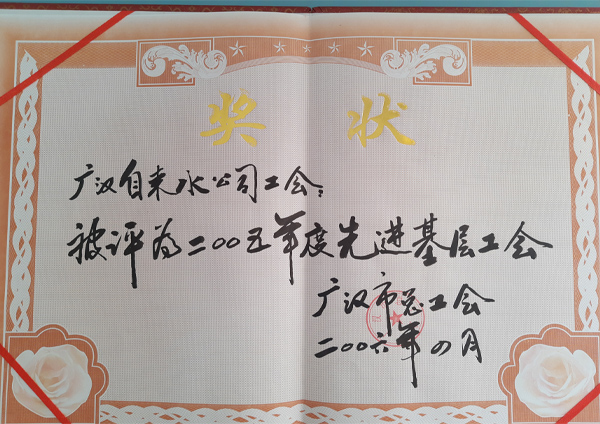 奖状
广汉自来水公司工会:
被评为二〇〇五年度先进基层工会
广汉市总工会
二〇〇六年四月